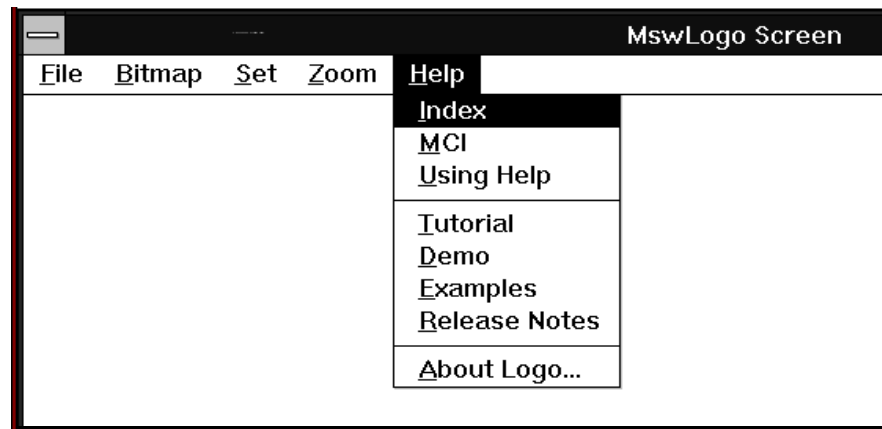 MswLogo Screen
File Bitmap Set Zoom Help
Index
MCI
Using Help
Tutorial
Demo
Examples
Release Notes
About Logo...